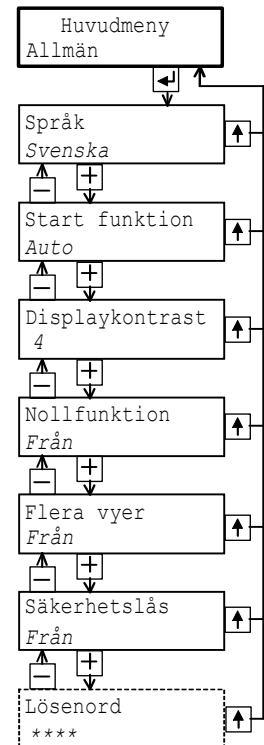 Huvudmeny
Allmän
Språk
Svenska
+
−
Start funktion
Auto
+
−
Displaykontrast
4
+
−
Nollfunktion
Från
+
−
Flera vyer
Från
+
−
Säkerhetslås
Från
+
−
Lösenord
****